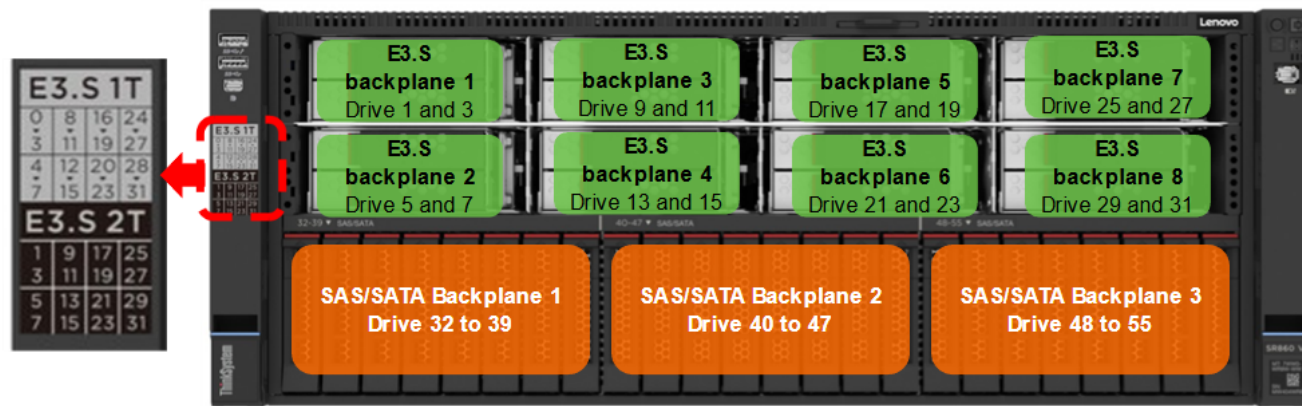 Lenovo
E3.S 1T
0 8 16 24
3 11 19 27
4 12 20 28
7 15 23 31
E3.S 2T
1 9 17 25
3 11 19 27
5 13 21 29
7 15 23 31
E3.S 1T
E3.S 2T
E3.S
backplane 1
Drive 1 and 3
E3.S
backplane 3
Drive 9 and 11
E3.S
backplane 5
Drive 17 and 19
E3.S
backplane 7
Drive 25 and 27
E3.S
backplane 2
Drive 5 and 7
E3.S
backplane 4
Drive 13 and 15
E3.S
backplane 6
Drive 21 and 23
E3.S
backplane 8
Drive 29 and 31
32-39 ▼ SAS/SATA
40-47 ▼ SAS/SATA
48-55 ▼ SAS/SATA
SAS/SATA Backplane 1
Drive 32 to 39
SAS/SATA Backplane 2
Drive 40 to 47
SAS/SATA Backplane 3
Drive 48 to 55
ThinkSystem
SR860 V